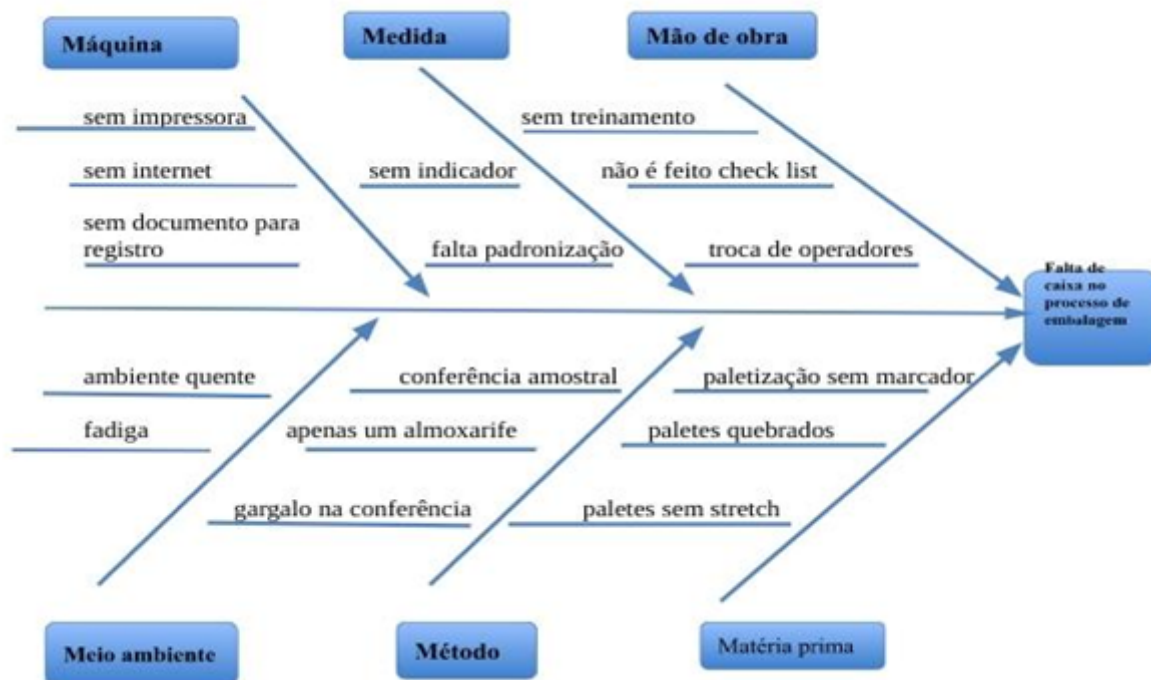 Máquina
Medida
Mão de obra
sem impressora
sem treinamento
sem internet
sem indicador
não é feito check list
sem documento para
registro
falta padronização
troca de operadores
Falta de
caixa no
processo de
embalagem
ambiente quente
conferência amostral
paletização sem marcador
fadiga
apenas um almoxarife
paletes quebrados
gargalo na conferência
paletes sem stretch
Meio ambiente
Método
Matéria prima